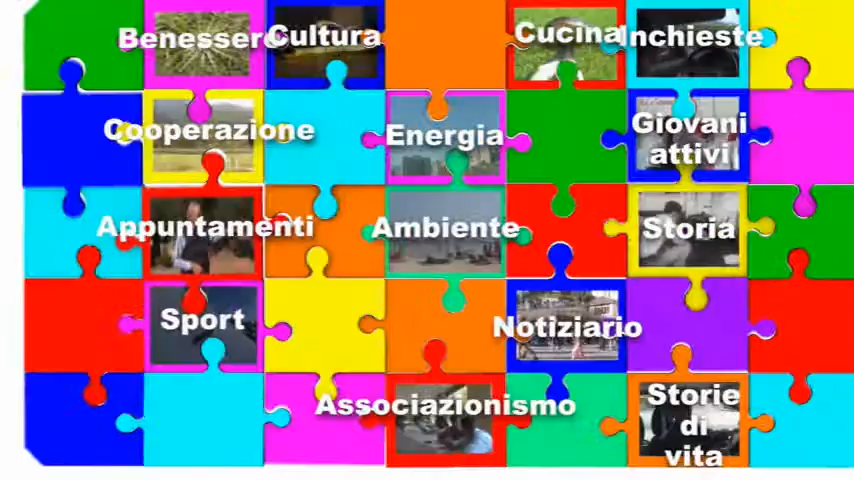 Benessere
Cultura
Cucina
Inchieste
Cooperazione
Energia
Giovani
attivi
Appuntamenti
Ambiente
Storia
Sport
Notiziario
Associazionismo
Storie
di
vita